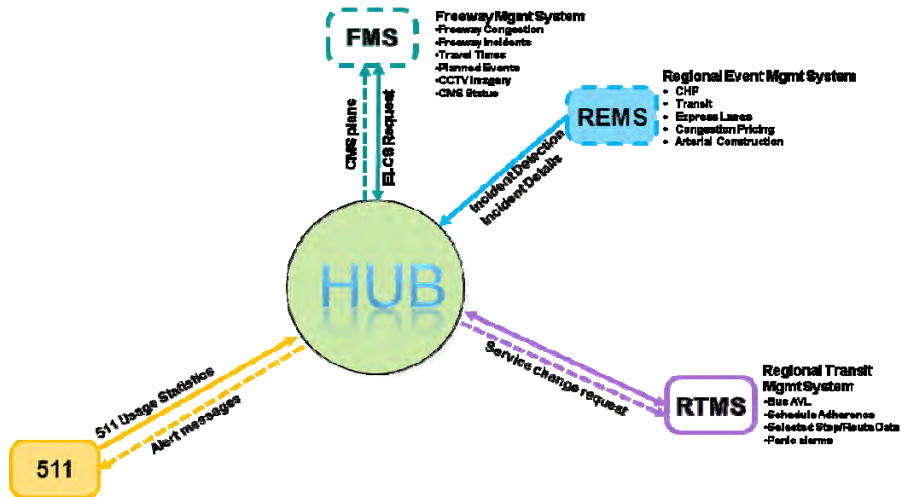 FMS
Freeway Mgmt System
•Freeway Congestion
•Freeway Incidents
•Travel Times
•Planned Events
•CCTV Imagery
•CMS Status
CMS plans
ELCS Request
REMS
Regional Event Mgmt System
• CHP
• Transit
• Express Lanes
• Congestion Pricing
• Arterial Construction
Incident Detection
Incident Details
HUB
Service change request
RTMS
Regional Transit
Mgmt System
•Bus AVL
•Schedule Adherence
•Selected Stop/Route Data
•Panic alarms
511 Usage Statistics
Alert messages
511